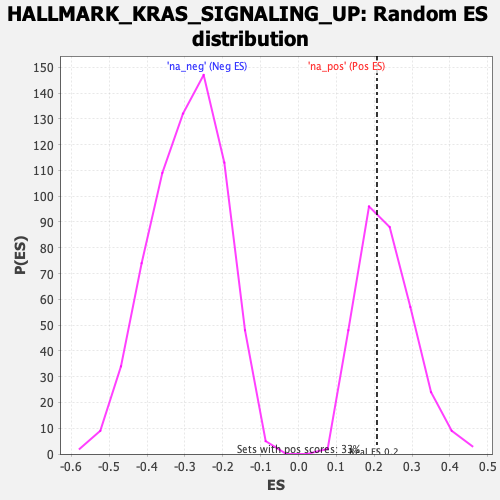 HALLMARK_KRAS_SIGNALING_UP: Random ES
distribution
'na_neg' (Neg ES)
'na_pos' (Pos ES)
150
140
130
120
110
100
90
80
70
60
50
40
30
20
10
0
P(ES)
Sets with pos scores: 33%
Real ES 0.2
-0.6 -0.5 -0.4 -0.3 -0.2 -0.1 0.0 0.1 0.2 0.3 0.4 0.5
ES